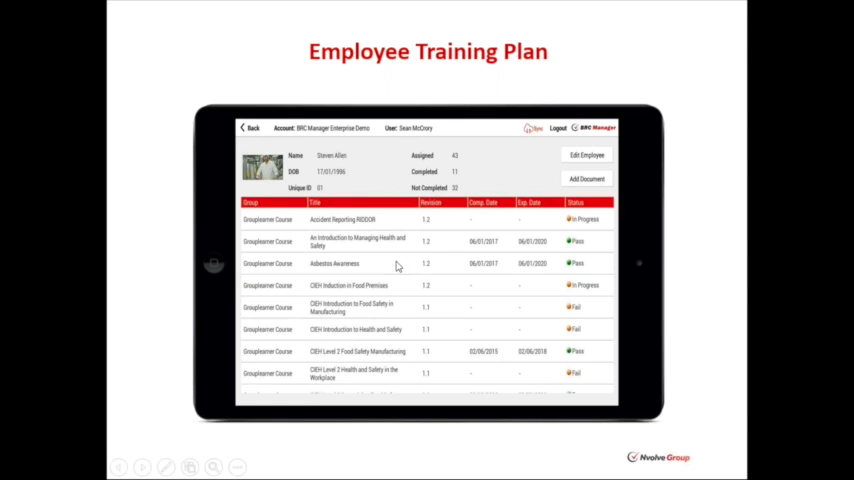 Employee Training Plan
Back Account: BRC Manager Enterprise Demo User: Sean McCrory Sync Logout BRC Manager
Name Steven Allen Assigned 43 Edit Employee
DOB 17/01/1996 Completed 11 Add Document
Unique ID 01 Not Completed 32
Group Title Revision Comp. Date Exp. Date Status
Grouplearner Course Accident Reporting RIDDOR 1.2 - - In Progress
Grouplearner Course An Introduction to Managing Health and 1.2 06/01/2017 06/01/2020 Pass
Safety
Grouplearner Course Asbestos Awareness 1.2 06/01/2017 06/01/2020 Pass
Grouplearner Course CIEH Induction in Food Premises 1.2 - - In Progress
Grouplearner Course CIEH Introduction to Food Safety in 1.1 - - Fail
Manufacturing
Grouplearner Course CIEH Introduction to Health and Safety 1.1 - - Fail
Grouplearner Course CIEH Level 2 Food Safety Manufacturing 1.1 02/06/2015 02/06/2018 Pass
Grouplearner Course CIEH Level 2 Health and Safety in the 1.1 - - Fail
Workplace
Nvolve Group